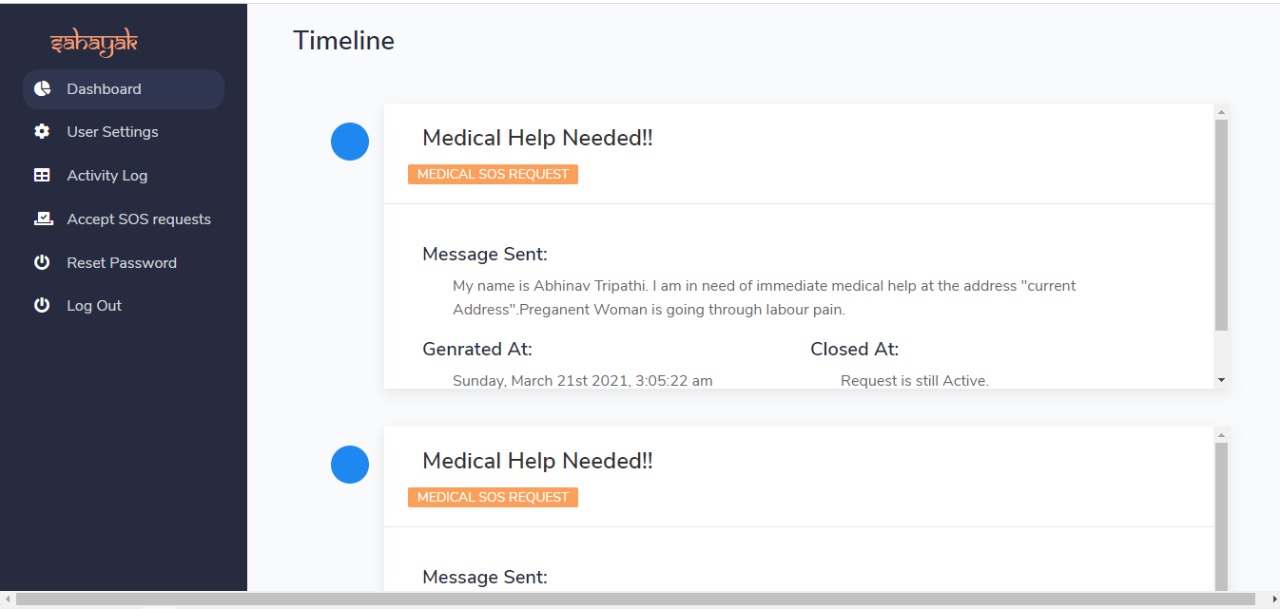 sahayak
Dashboard
User Settings
Activity Log
Accept SOS requests
Reset Password
Log Out
Timeline
Medical Help Needed!!
MEDICAL SOS REQUEST
Message Sent:
My name is Abhinav Tripathi. I am in need of immediate medical help at the address "current
Address".Preganent Woman is going through labour pain.
Genrated At:
Closed At:
Sunday, March 21st 2021, 3:05:22 am
Request is still Active.
Medical Help Needed!!
MEDICAL SOS REQUEST
Message Sent: